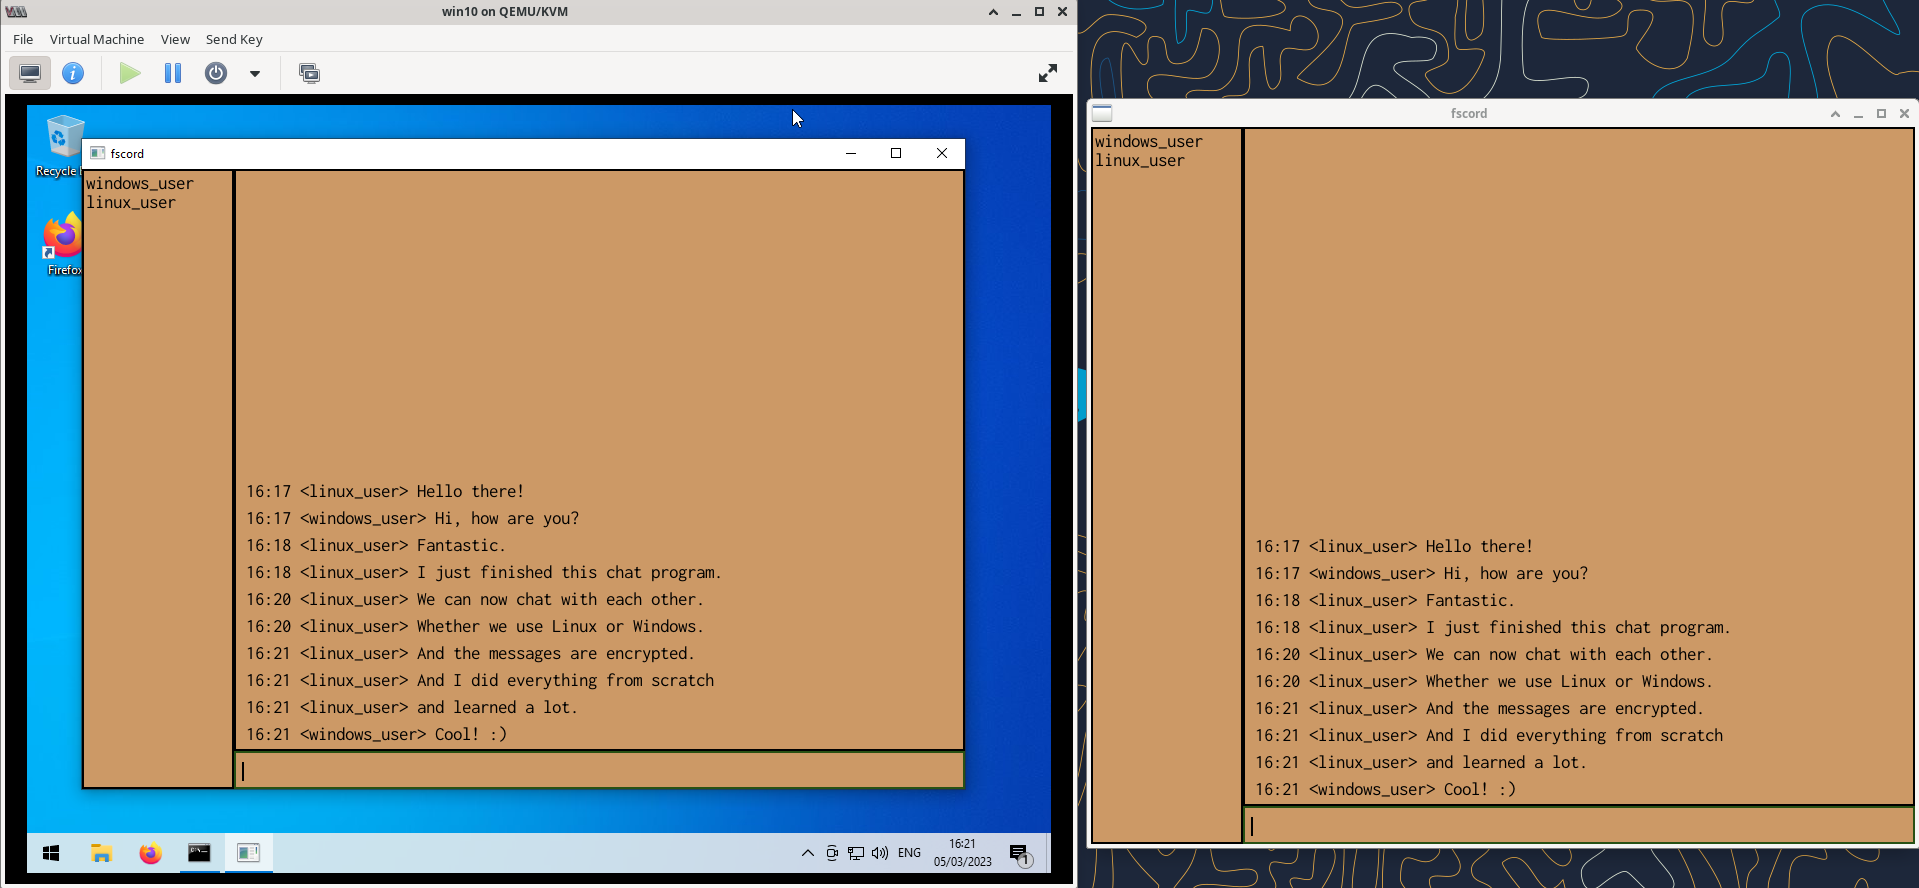 win10 on QEMU/KVM
File Virtual Machine View Send Key
Recycle
Firefox
fscord
windows_user
linux_user
16:17 <linux_user> Hello there!
16:17 <windows_user> Hi, how are you?
16:18 <linux_user> Fantastic.
16:18 <linux_user> I just finished this chat program.
16:20 <linux_user> We can now chat with each other.
16:20 <linux_user> Whether we use Linux or Windows.
16:21 <linux_user> And the messages are encrypted.
16:21 <linux_user> And I did everything from scratch
16:21 <linux_user> and learned a lot.
16:21 <windows_user> Cool! :)
ENG
16:21
05/03/2023
1
fscord
windows_user
linux_user
16:17 <linux_user> Hello there!
16:17 <windows_user> Hi, how are you?
16:18 <linux_user> Fantastic.
16:18 <linux_user> I just finished this chat program.
16:20 <linux_user> We can now chat with each other.
16:20 <linux_user> Whether we use Linux or Windows.
16:21 <linux_user> And the messages are encrypted.
16:21 <linux_user> And I did everything from scratch
16:21 <linux_user> and learned a lot.
16:21 <windows_user> Cool! :)